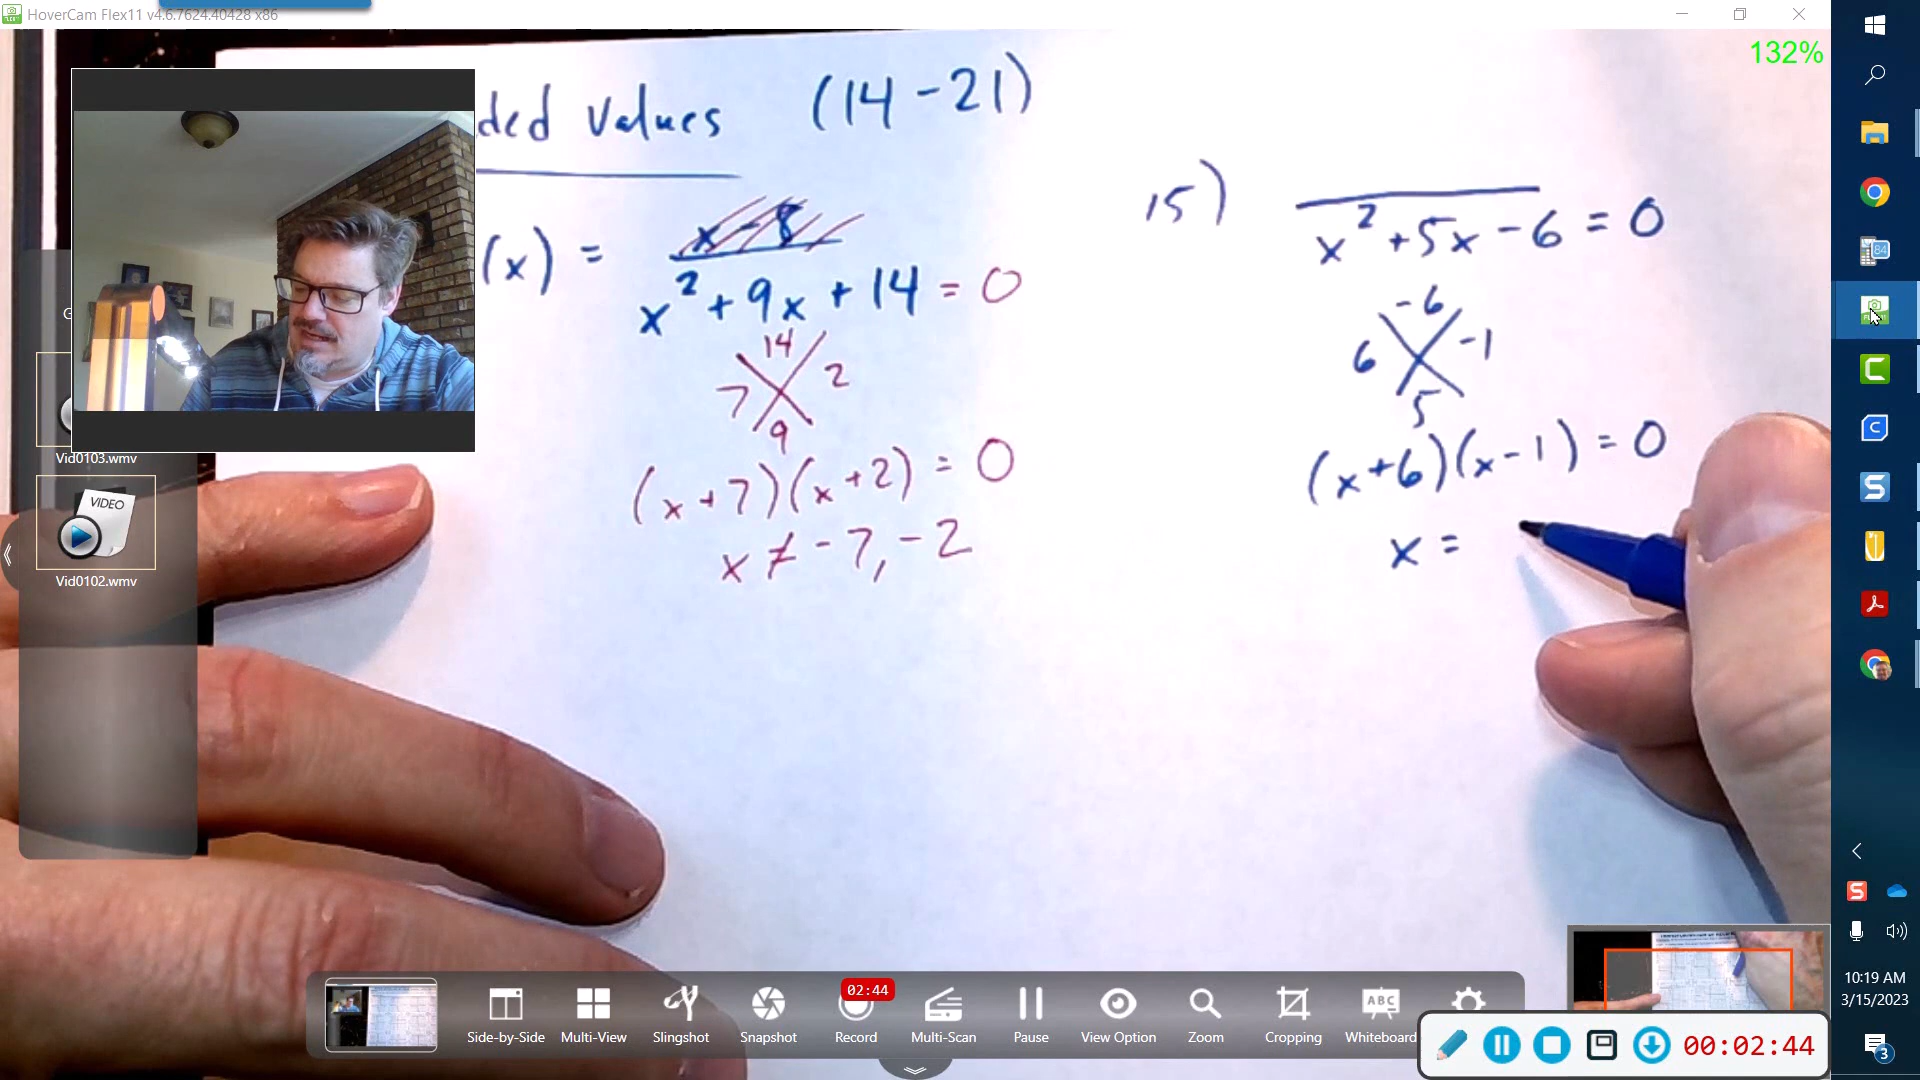 HoverCam Flex11 v4.6.7624.40428 x86
132%
ded Values (14-21)
(x) = x - 8
x² + 9x + 14 = 0
14
7 2
9
(x + 7)(x + 2) = 0
x ≠ -7, -2
15)
x² + 5x - 6 = 0
-6
6 -1
5
(x + 6)(x - 1) = 0
x =
G
Vid0103.wmv
VIDEO
Vid0102.wmv
02:44
Side-by-Side Multi-View Slingshot Snapshot Record Multi-Scan Pause View Option Zoom Cropping Whiteboard
ABC
00:02:44
84
10:19 AM
3/15/2023
3